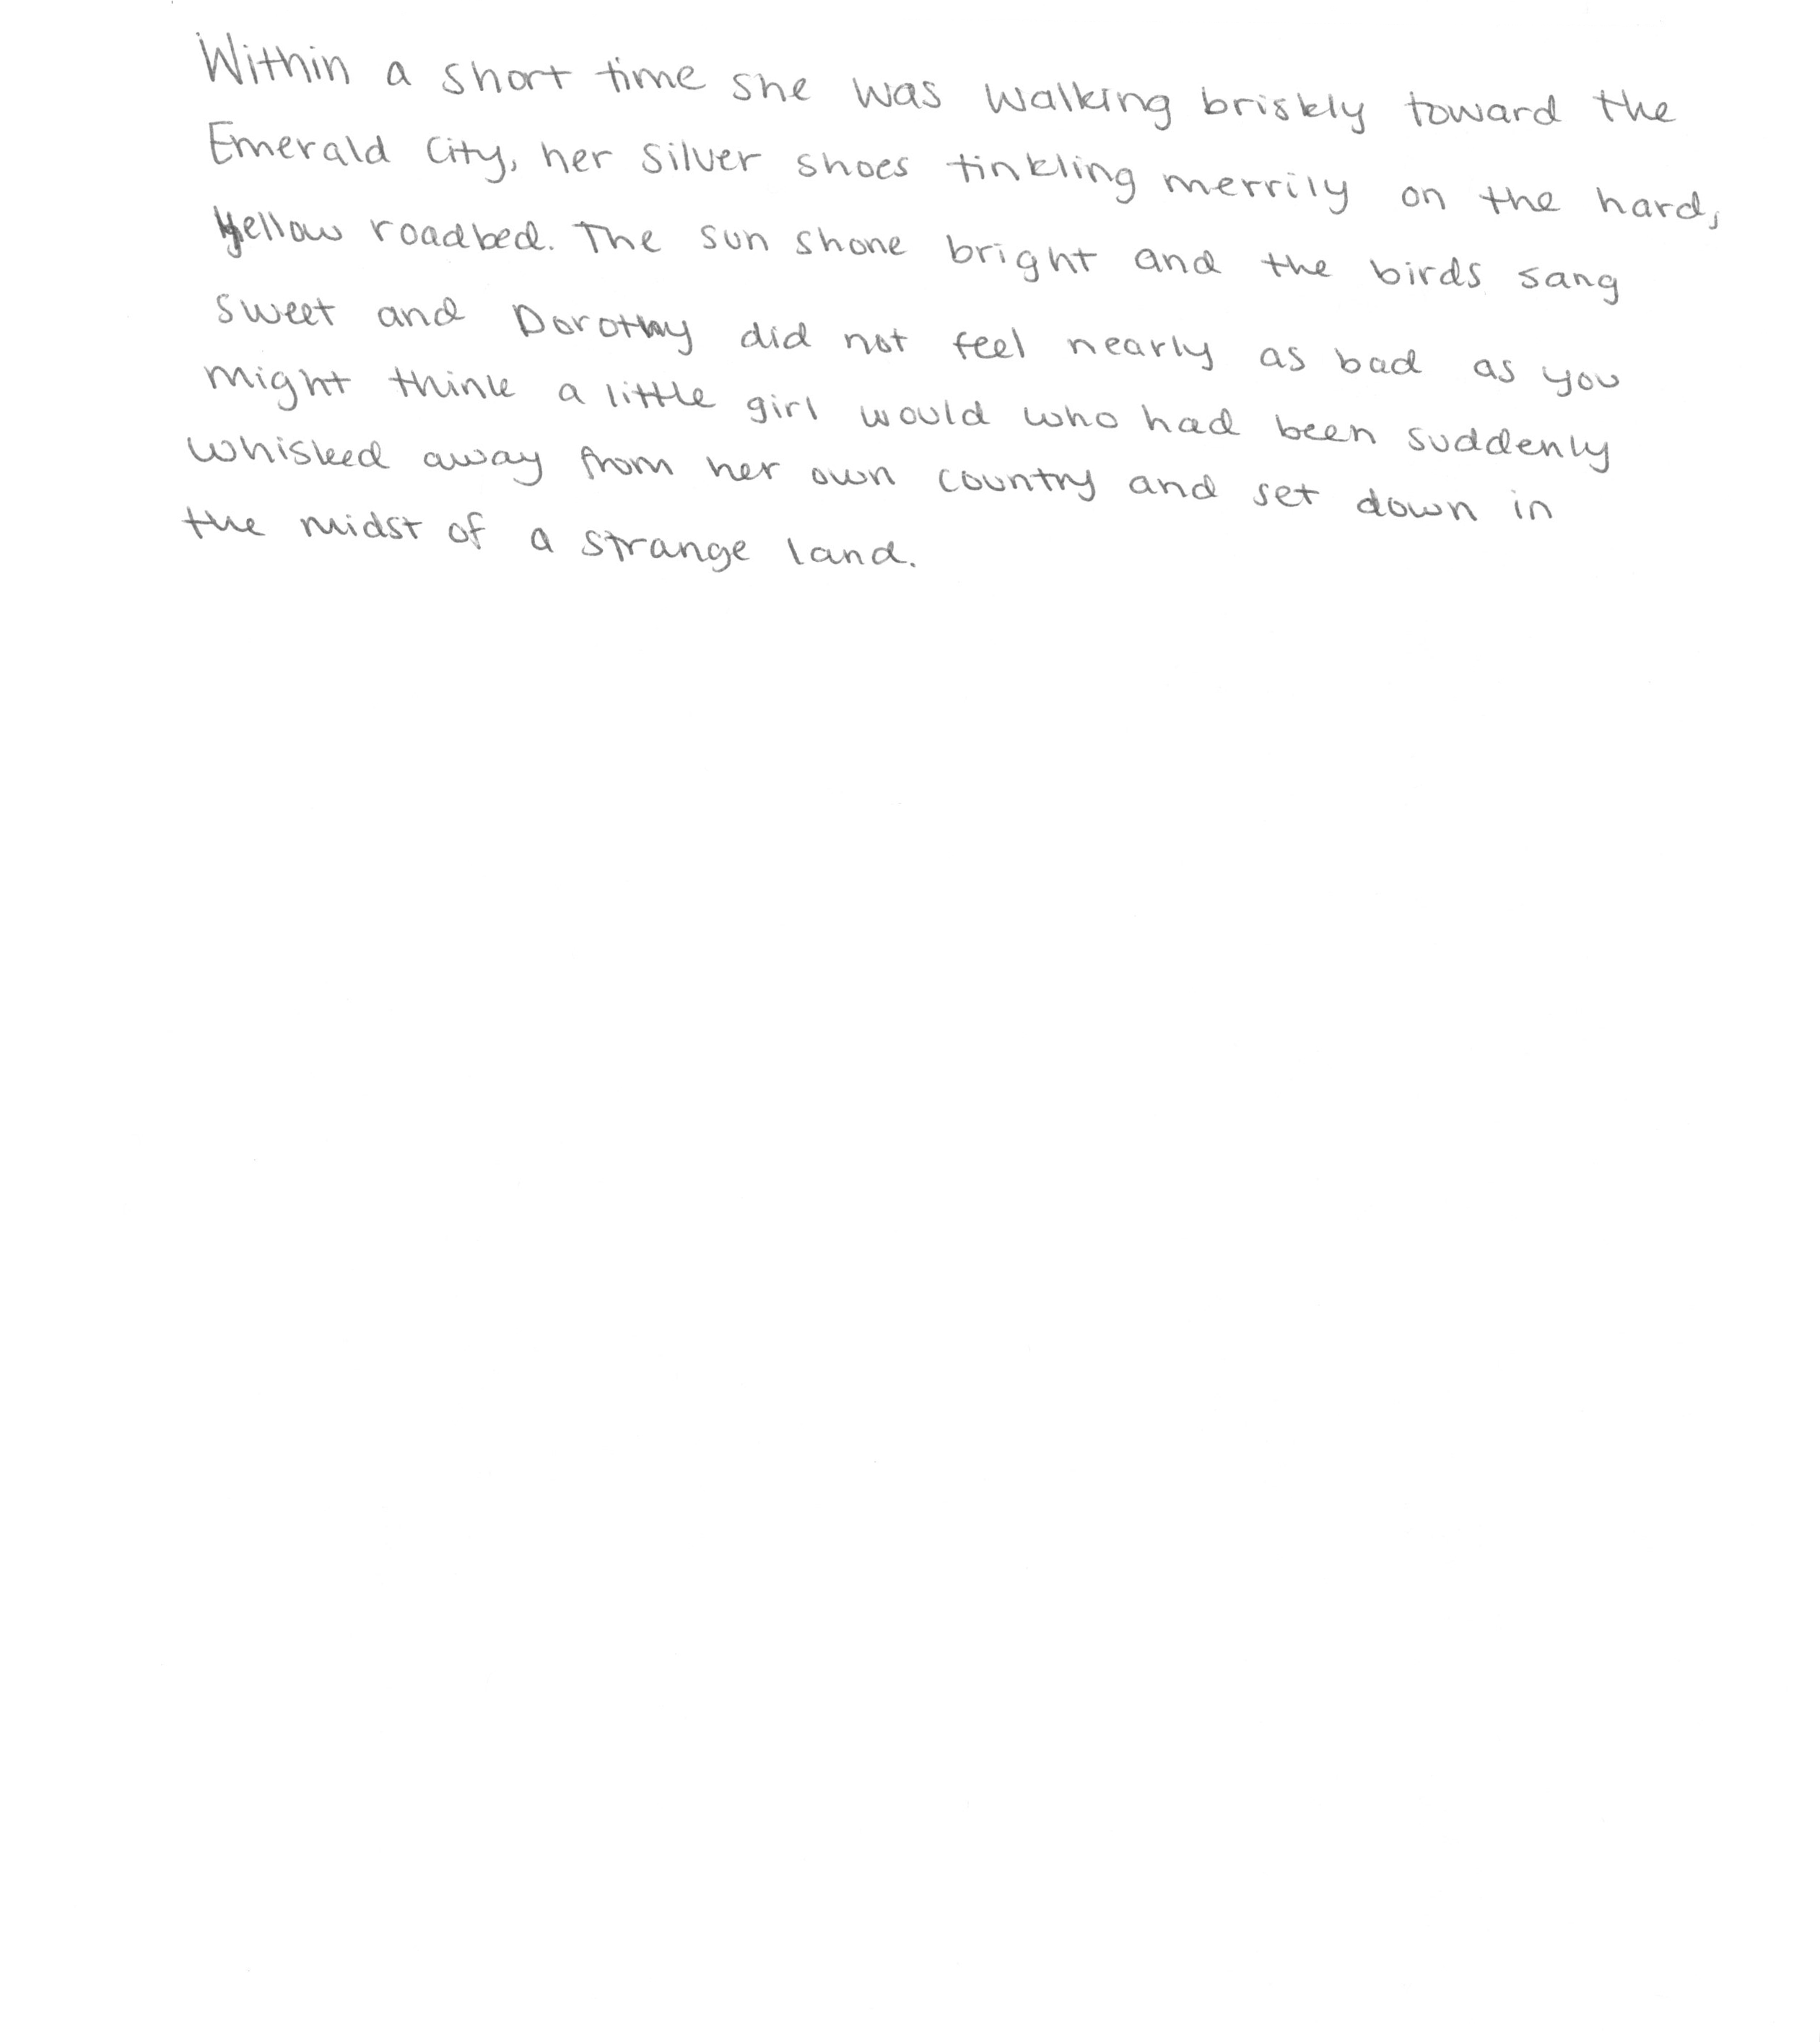 Within a short time she was walking briskly toward the
Emerald City, her silver shoes tinkling merrily on the hard,
yellow roadbed. The sun shone bright and the birds sang
sweet and Dorothy did not feel nearly as bad as you
might think a little girl would who had been suddenly
whisked away from her own country and set down in
the midst of a strange land.